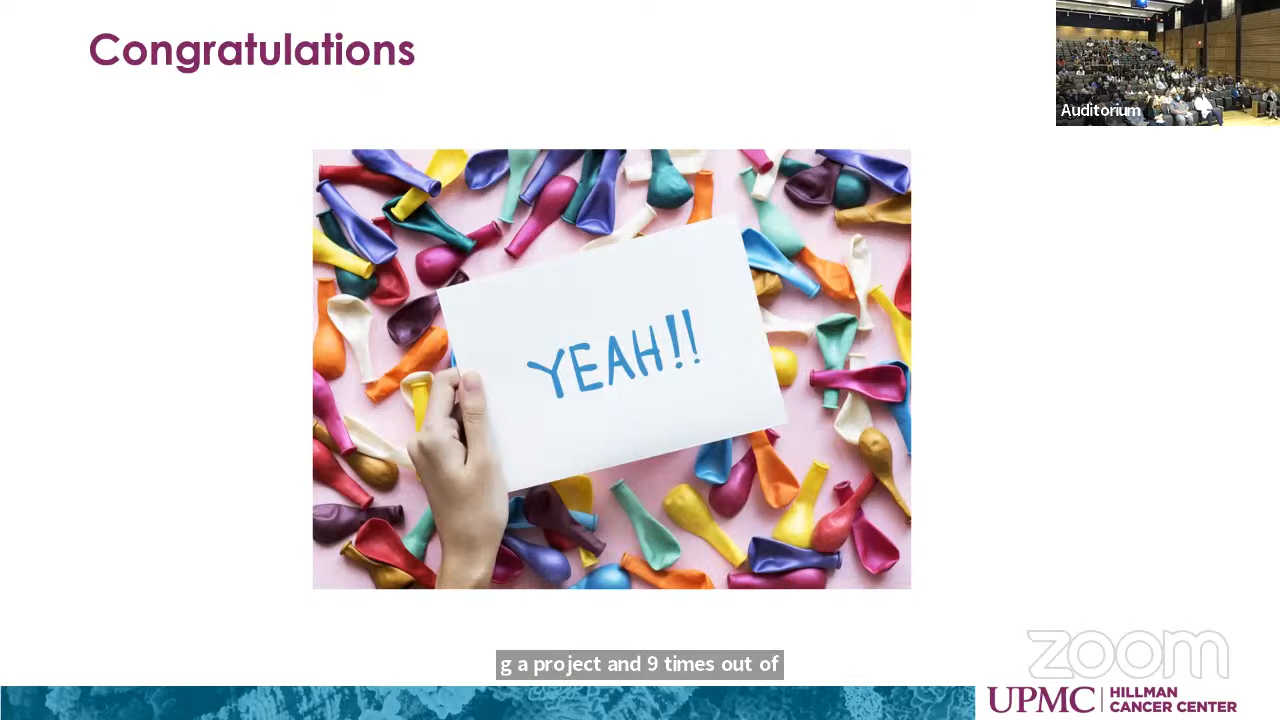 Congratulations
Auditorium
YEAH!!
g a project and 9 times out of
zoom
UPMC
HILLMAN
CANCER CENTER